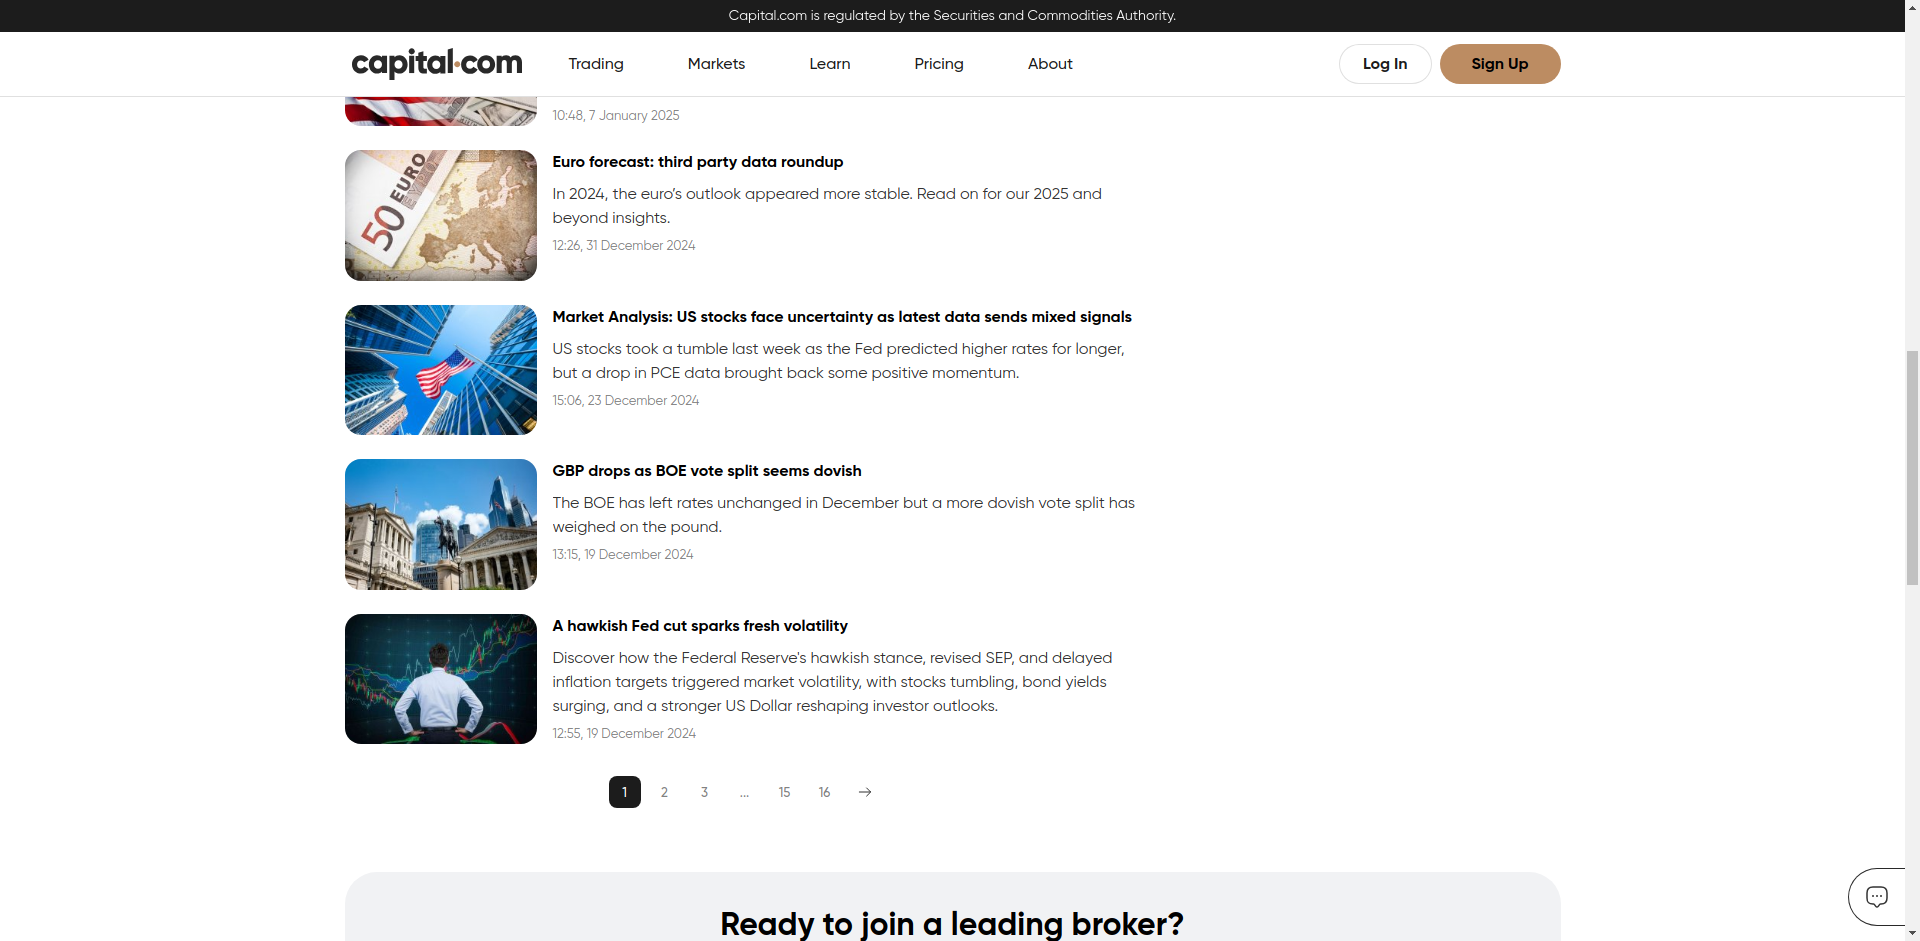 Capital.com is regulated by the Securities and Commodities Authority.
capital.com
Trading
Markets
Learn
Pricing
About
Log In
Sign Up
10:48, 7 January 2025
50 EURO
Euro forecast: third party data roundup
In 2024, the euro's outlook appeared more stable. Read on for our 2025 and
beyond insights.
12:26, 31 December 2024
Market Analysis: US stocks face uncertainty as latest data sends mixed signals
US stocks took a tumble last week as the Fed predicted higher rates for longer,
but a drop in PCE data brought back some positive momentum.
15:06, 23 December 2024
GBP drops as BOE vote split seems dovish
The BOE has left rates unchanged in December but a more dovish vote split has
weighed on the pound.
13:15, 19 December 2024
A hawkish Fed cut sparks fresh volatility
Discover how the Federal Reserve's hawkish stance, revised SEP, and delayed
inflation targets triggered market volatility, with stocks tumbling, bond yields
surging, and a stronger US Dollar reshaping investor outlooks.
12:55, 19 December 2024
1 2 3 ... 15 16
Ready to join a leading broker?